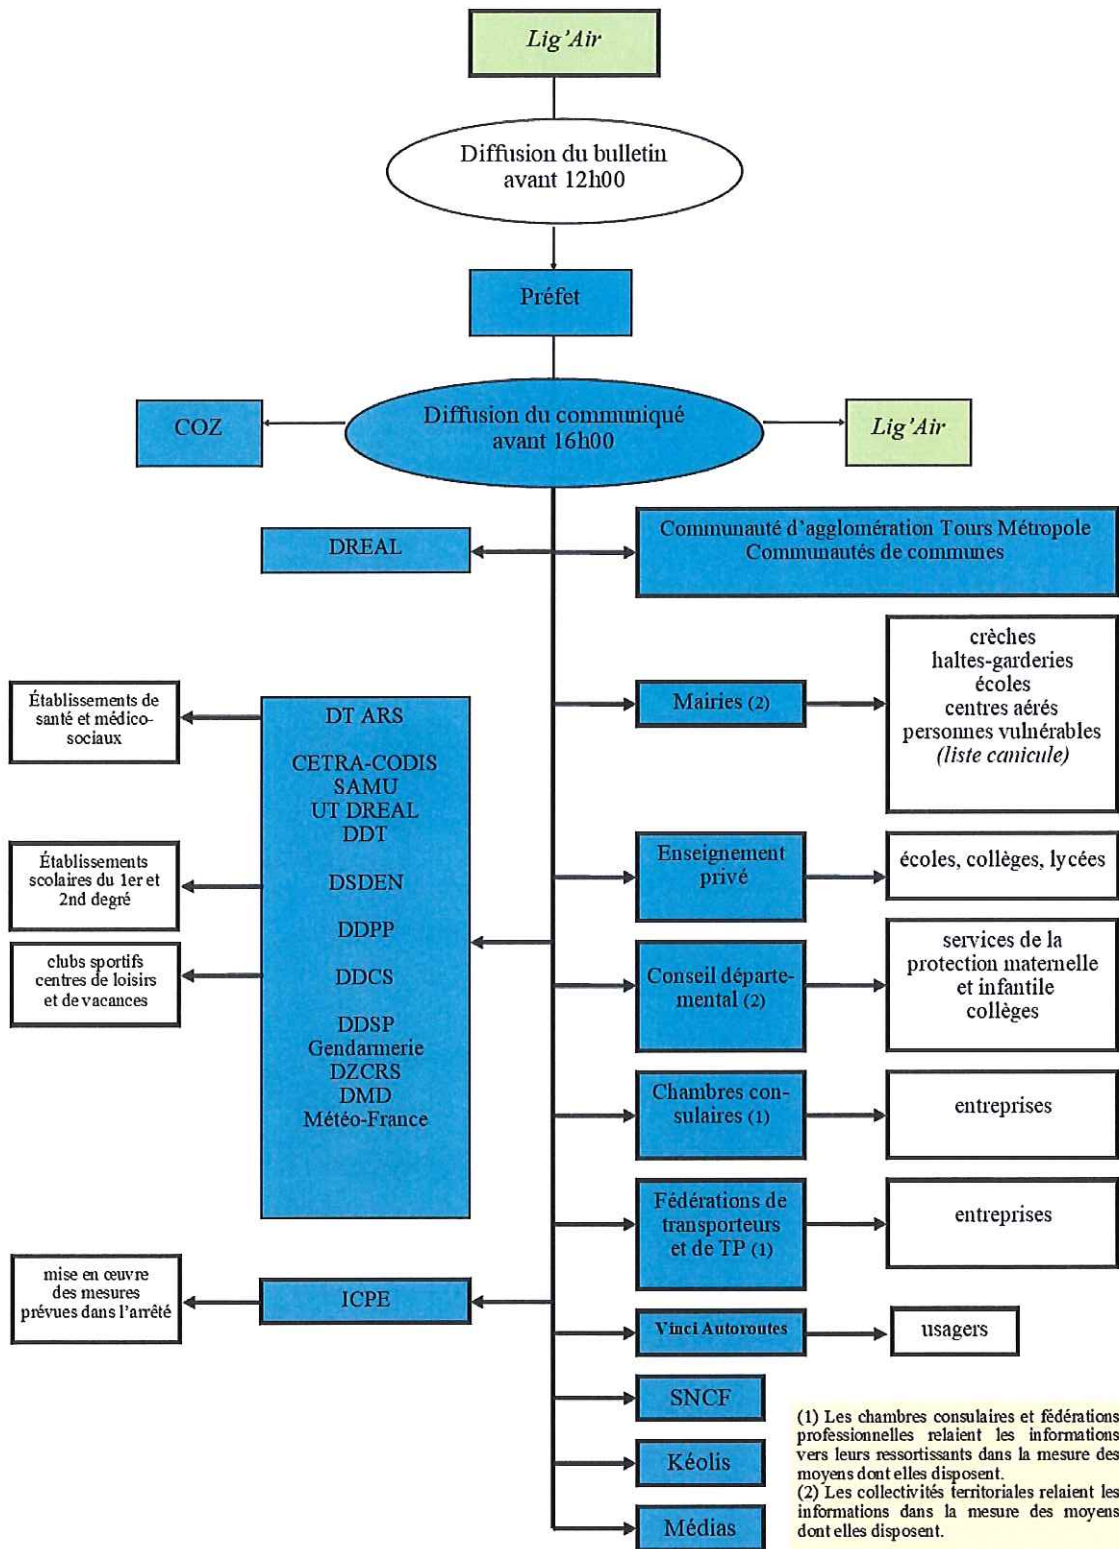 Lig'Air
Diffusion du bulletin
avant 12h00
Préfet
COZ
Diffusion du communiqué
avant 16h00
Lig'Air
DREAL
Communauté d'agglomération Tours Métropole
Communautés de communes
Mairies (2)
crèches
haltes-garderies
écoles
centres aérés
personnes vulnérables
(liste canicule)
Établissements de
santé et médico-
sociaux
Établissements
scolaires du 1er et
2nd degré
clubs sportifs
centres de loisirs
et de vacances
DT ARS
CETRA-CODIS
SAMU
UT DREAL
DDT
DSDEN
DDPP
DDCS
DDSP
Gendarmerie
DZCRS
DMD
Météo-France
Enseignement
privé
écoles, collèges, lycées
Conseil départe-
mental (2)
services de la
protection maternelle
et infantile
collèges
Chambres con-
sulaires (1)
entreprises
Fédérations de
transporteurs
et de TP (1)
entreprises
mise en œuvre
des mesures
prévues dans l'arrêté
ICPE
Vinci Autoroutes
usagers
SNCF
Kéolis
Médias
(1) Les chambres consulaires et fédérations
professionnelles relaient les informations
vers leurs ressortissants dans la mesure des
moyens dont elles disposent.
(2) Les collectivités territoriales relaient les
informations dans la mesure des moyens
dont elles disposent.